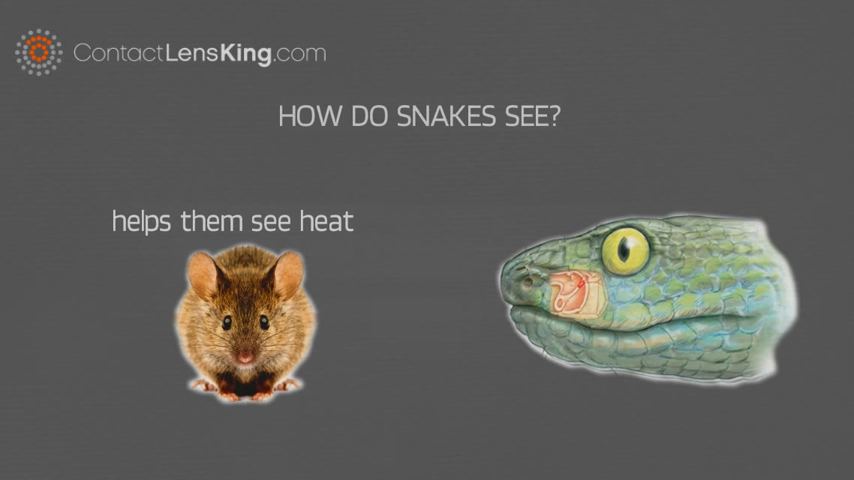 ContactLensKing.com
HOW DO SNAKES SEE?
helps them see heat